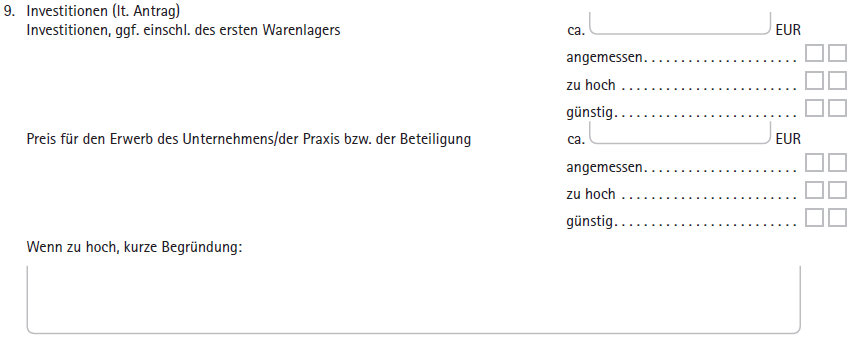 9. Investitionen (lt. Antrag)
Investitionen, ggf. einschl. des ersten Warenlagers ca. EUR
angemessen. . . . . . . . . . . . . . . . . . . . .
zu hoch . . . . . . . . . . . . . . . . . . . . . . . .
günstig. . . . . . . . . . . . . . . . . . . . . . . . .
Preis für den Erwerb des Unternehmens/der Praxis bzw. der Beteiligung ca. EUR
angemessen. . . . . . . . . . . . . . . . . . . . .
zu hoch . . . . . . . . . . . . . . . . . . . . . . . .
günstig. . . . . . . . . . . . . . . . . . . . . . . . .
Wenn zu hoch, kurze Begründung: